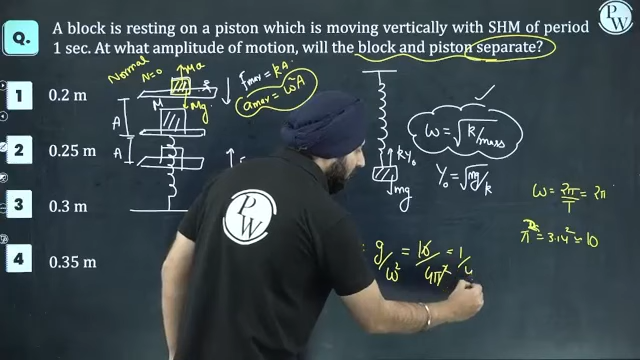 Q. A block is resting on a piston which is moving vertically with SHM of period
1 sec. At what amplitude of motion, will the block and piston separate?
1 0.2 m
2 0.25 m
3 0.3 m
4 0.35 m
Normal
N=0
Ma
Mg
M
A
A
Fmax = kA
amax = ω²A
ω = √k/mass
ky₀
mg
Y₀ = √mg/k
ω = 2π/T = 2π
π² = 3.14² ≈ 10
g/ω² = 10/4π² = 1/4
PW
PW